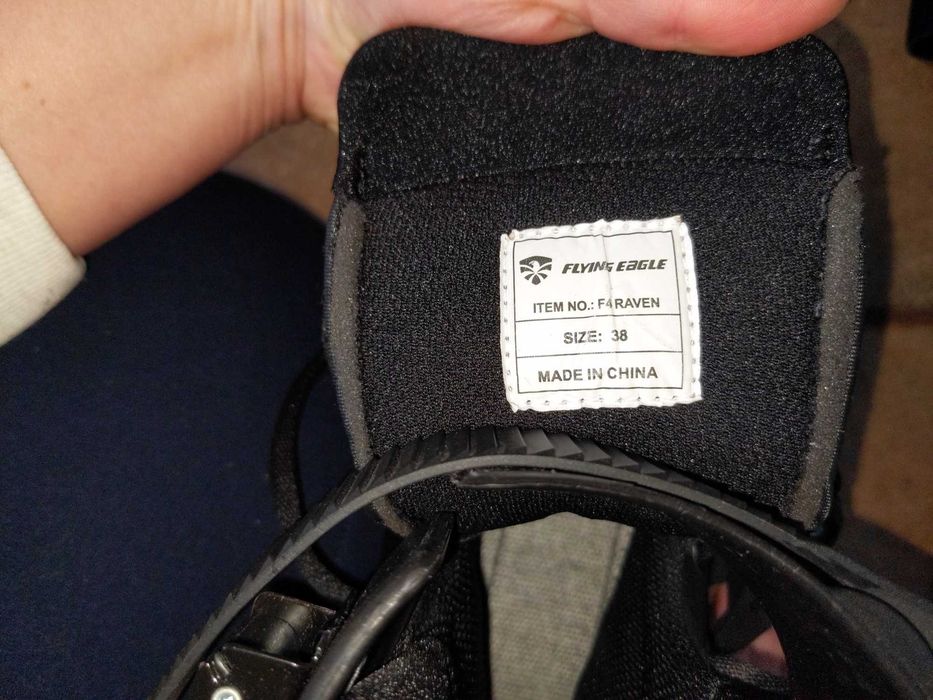 FLYING EAGLE
ITEM NO.: F4RAVEN
SIZE: 38
MADE IN CHINA